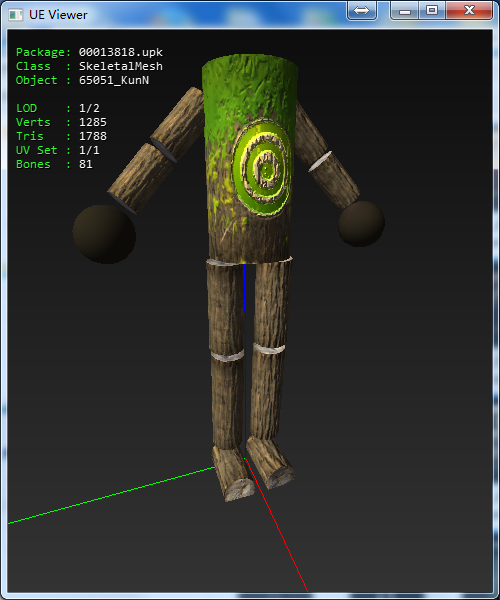 UE Viewer
Package: 00013818.upk
Class : SkeletalMesh
Object : 65051_KunN
LOD : 1/2
Verts : 1285
Tris : 1788
UV Set : 1/1
Bones : 81